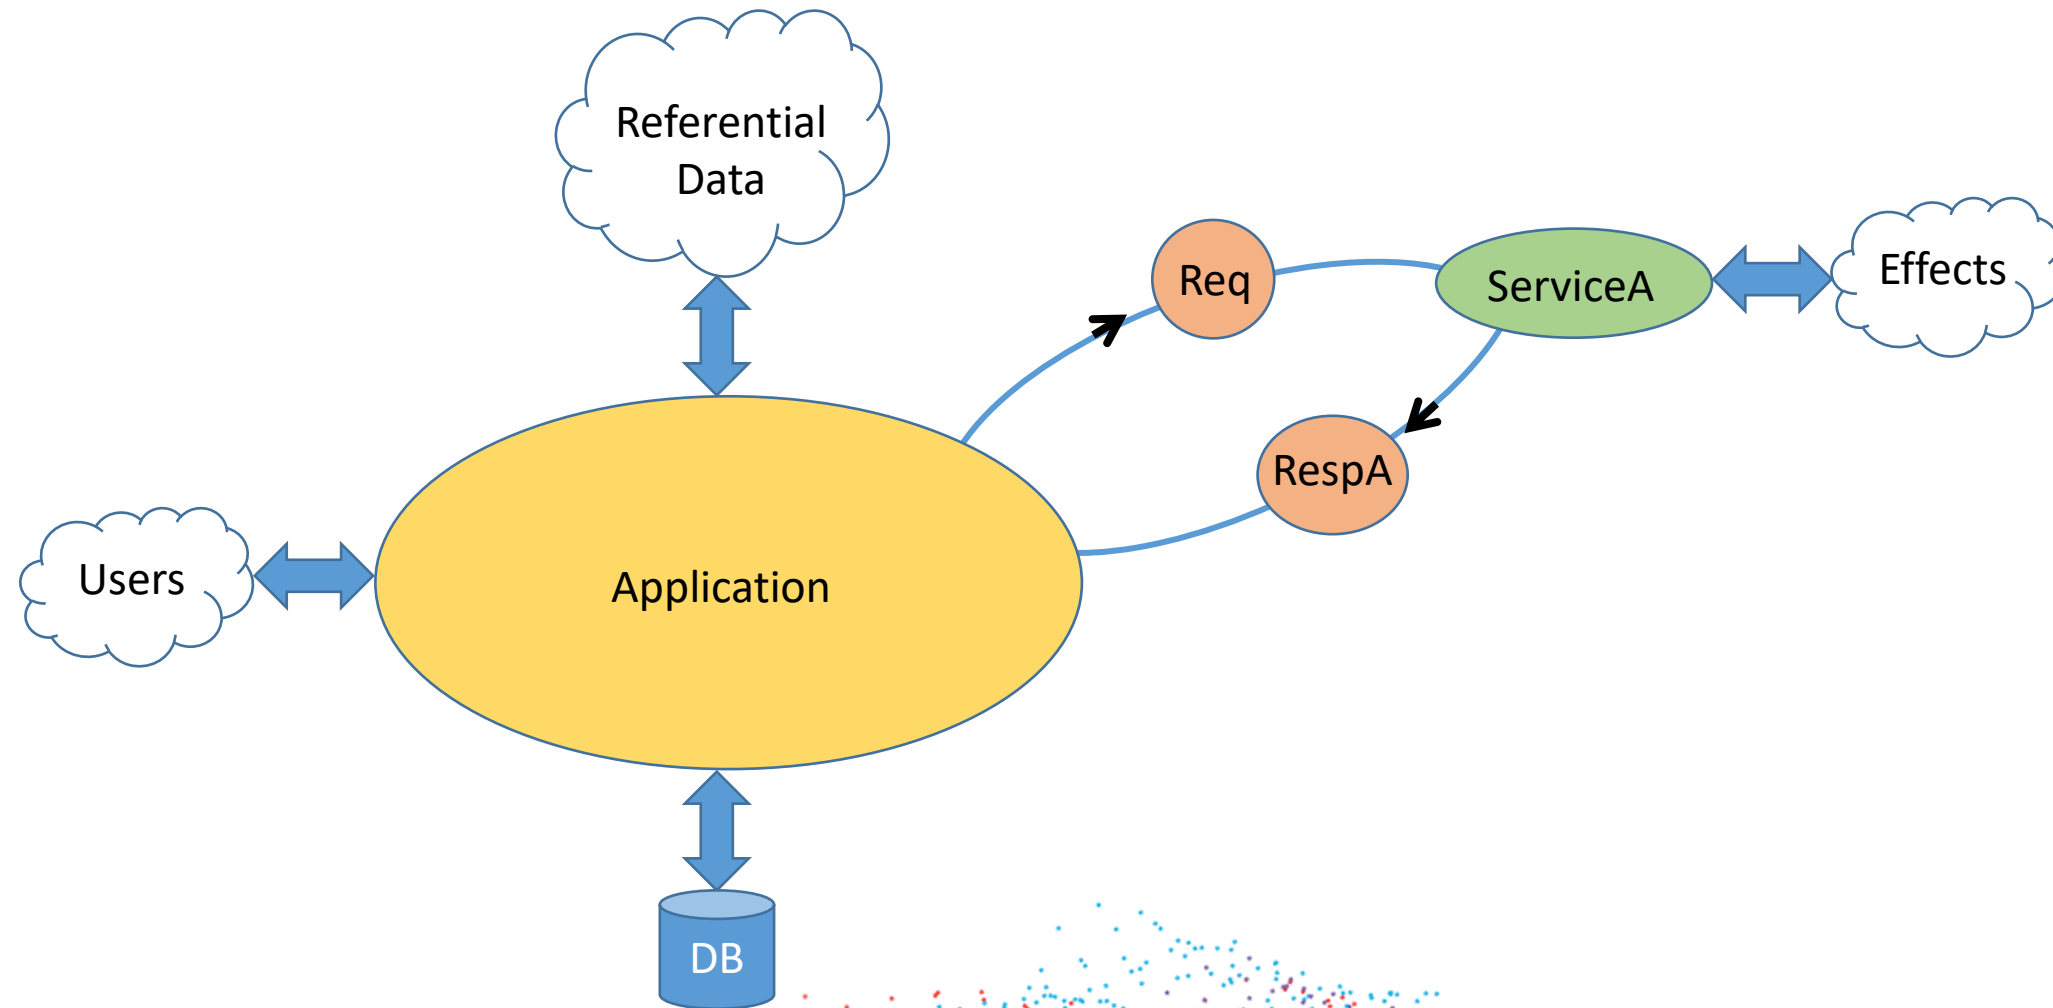 Referential
Data
Req
ServiceA
Effects
RespA
Users
Application
DB